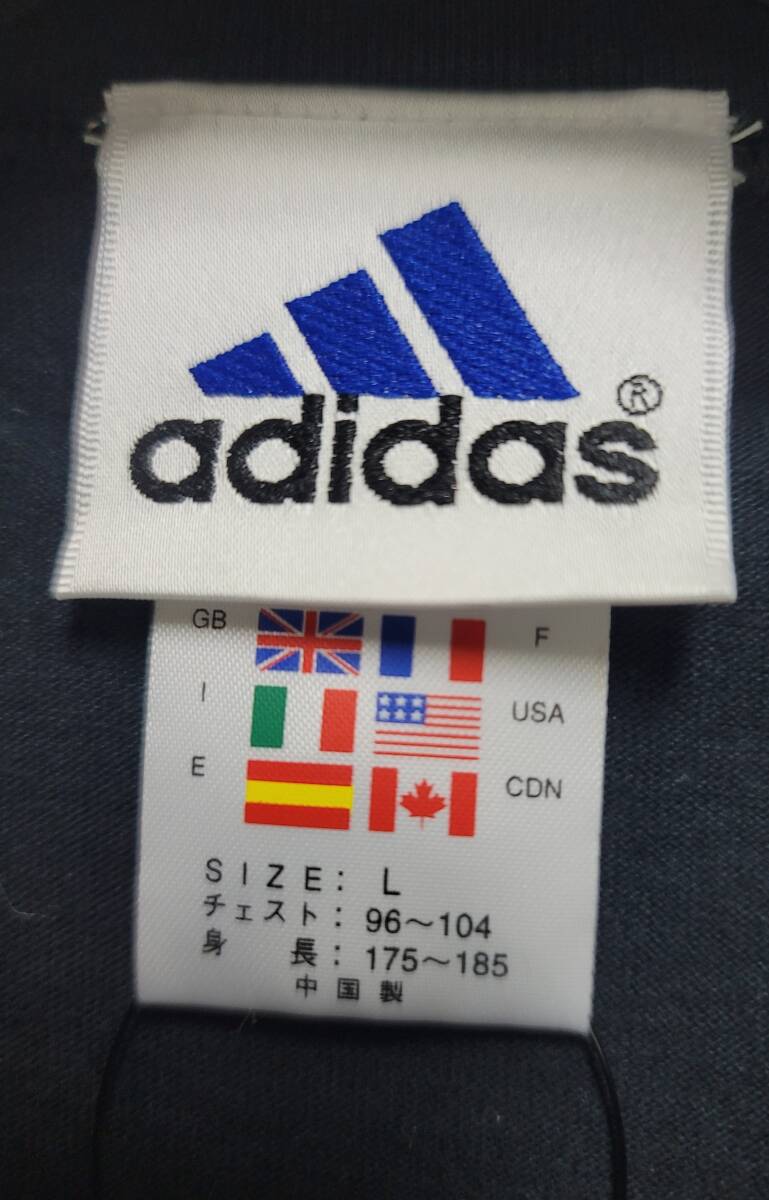 adidas®
GB F
I USA
E CDN
SIZE: L
チェスト: 96～104
身 長: 175～185
中国製